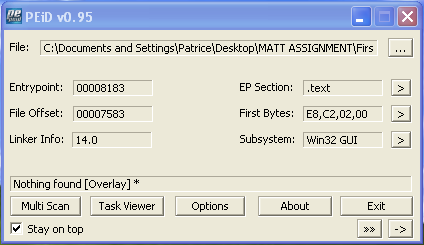 PEiD v0.95
File: C:\Documents and Settings\Patrice\Desktop\MATT ASSIGNMENT\Firs ...
Entrypoint: 00008183 EP Section: .text >
File Offset: 00007583 First Bytes: E8,C2,02,00 >
Linker Info: 14.0 Subsystem: Win32 GUI >
Nothing found [Overlay] *
Multi Scan Task Viewer Options About Exit
Stay on top »» ->